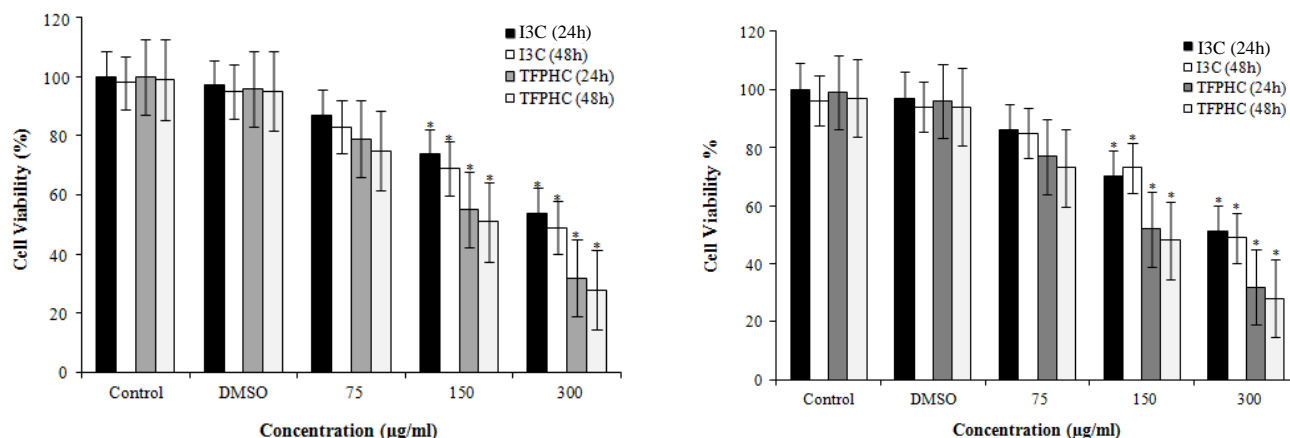 120
100
80
60
40
20
0
Cell Viability (%)
I3C (24h)
I3C (48h)
TFPHC (24h)
TFPHC (48h)
* * * *
* * * *
Control DMSO 75 150 300
Concentration (µg/ml)
120
100
80
60
40
20
0
Cell Viability %
I3C (24h)
I3C (48h)
TFPHC (24h)
TFPHC (48h)
* * * *
* * * *
Control DMSO 75 150 300
Concentration (µg/ml)